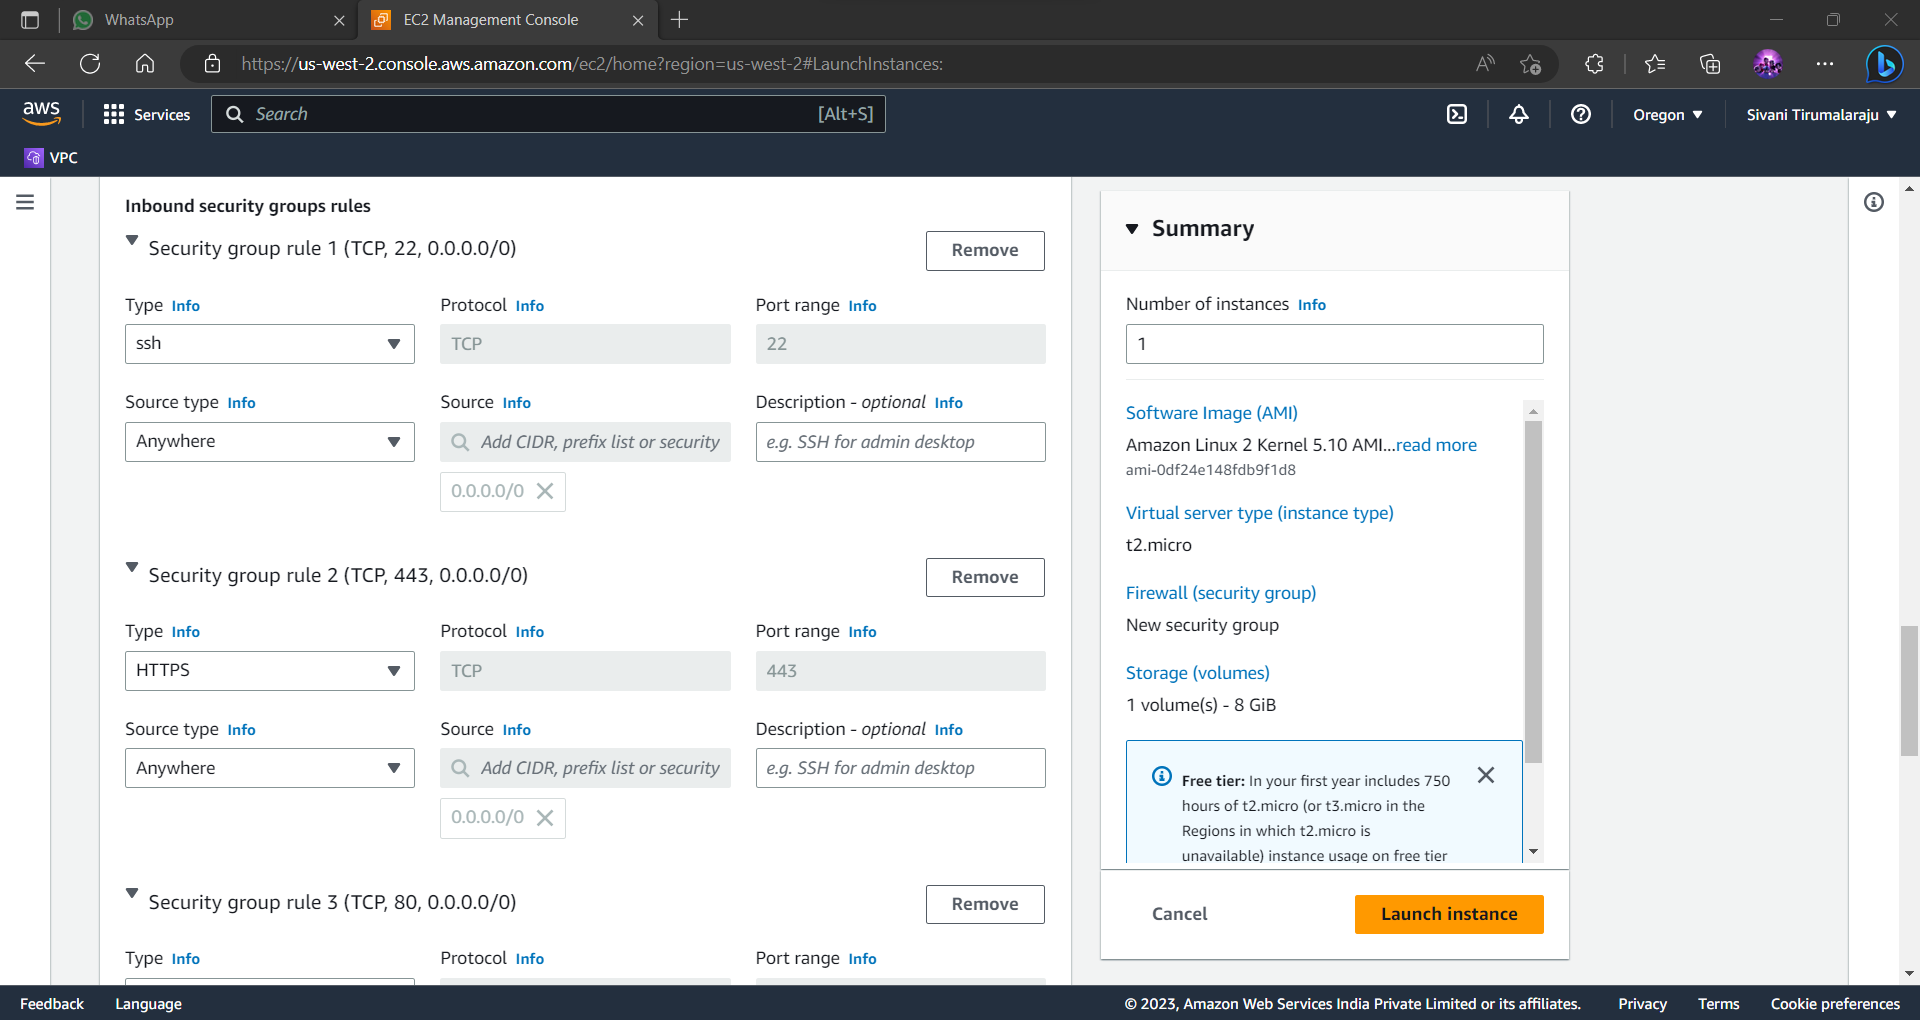 WhatsApp
EC2 Management Console
https://us-west-2.console.aws.amazon.com/ec2/home?region=us-west-2#LaunchInstances:
aws
Services
Search
[Alt+S]
Oregon
Sivani Tirumalaraju
VPC
Inbound security groups rules
Security group rule 1 (TCP, 22, 0.0.0.0/0)
Remove
Type Info
Protocol Info
Port range Info
ssh
TCP
22
Source type Info
Source Info
Description - optional Info
Anywhere
Add CIDR, prefix list or security
e.g. SSH for admin desktop
0.0.0.0/0
Security group rule 2 (TCP, 443, 0.0.0.0/0)
Remove
Type Info
Protocol Info
Port range Info
HTTPS
TCP
443
Source type Info
Source Info
Description - optional Info
Anywhere
Add CIDR, prefix list or security
e.g. SSH for admin desktop
0.0.0.0/0
Security group rule 3 (TCP, 80, 0.0.0.0/0)
Remove
Type Info
Protocol Info
Port range Info
Summary
Number of instances Info
1
Software Image (AMI)
Amazon Linux 2 Kernel 5.10 AMI...read more
ami-0df24e148fdb9f1d8
Virtual server type (instance type)
t2.micro
Firewall (security group)
New security group
Storage (volumes)
1 volume(s) - 8 GiB
Free tier: In your first year includes 750
hours of t2.micro (or t3.micro in the
Regions in which t2.micro is
unavailable) instance usage on free tier
Cancel
Launch instance
Feedback
Language
© 2023, Amazon Web Services India Private Limited or its affiliates.
Privacy
Terms
Cookie preferences